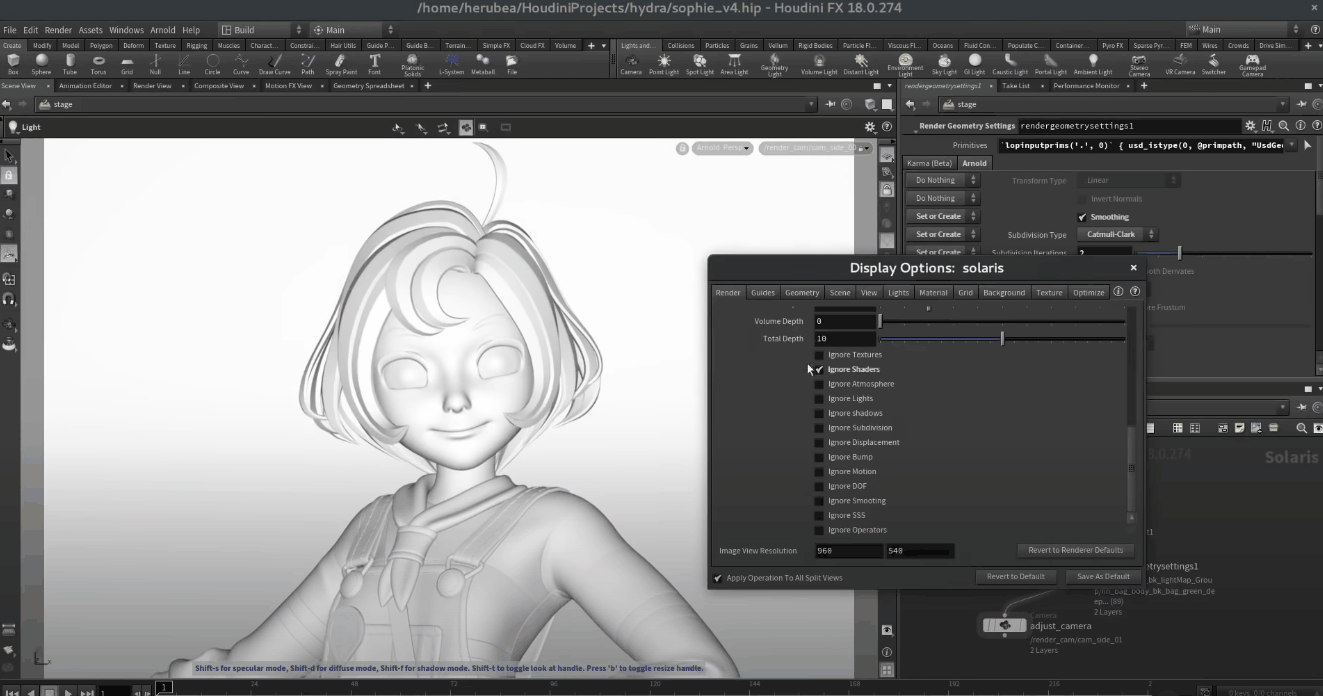 /home/herubea/HoudiniProjects/hydra/sophie_v4.hip - Houdini FX 18.0.274
File Edit Render Assets Windows Arnold Help Build Main Main
Create Modify Model Polygon Deform Texture Rigging Muscles Charact... Constrai... Hair Utils Guide P... Guide B... Terrain... Simple FX Cloud FX Volume Lights and... Collisions Particles Grains Vellum Rigid Bodies Particle Fl... Viscous Fl... Oceans Fluid Con... Populate C... Container... Pyro FX Sparse Pyr... FEM Wires Crowds Drive Sim...
Box Sphere Tube Torus Grid Null Line Circle Curve Draw Curve Path Spray Paint Font Platonic Solids L-System Metaball File Camera Point Light Spot Light Area Light Geometry Light Volume Light Distant Light Environment Light Sky Light GI Light Caustic Light Portal Light Ambient Light Stereo Camera VR Camera Switcher Gamepad Camera
Scene View Animation Editor Render View Composite View Motion FX View Geometry Spreadsheet rendergeometrysettings1 Take List Performance Monitor
stage stage
Light Render Geometry Settings rendergeometrysettings1
Arnold Persp /render_cam/cam_side_01
Primitives `lopinputprims('.', 0)` { usd_istype(0, @primpath, "UsdGe
Karma (Beta) Arnold
Do Nothing Transform Type Linear
Do Nothing Invert Normals
Set or Create Smoothing
Set or Create Subdivision Type Catmull-Clark
Set or Create Subdivision Iterations 2
Display Options: solaris
oth Derivates
Render Guides Geometry Scene View Lights Material Grid Background Texture Optimize
e Frustum
Volume Depth 0
Total Depth 10
Ignore Textures
Ignore Shaders
Ignore Atmosphere
Ignore Lights
Ignore shadows
Ignore Subdivision
Ignore Displacement
Ignore Bump
Ignore Motion
Ignore DOF
Ignore Smooting
Ignore SSS
Ignore Operators
8.0.274 Solaris
Image View Resolution 960 540 Revert to Renderer Defaults
Apply Operation To All Split Views Revert to Default Save As Default
etrysettings1
_bk_lightMap_Grou
ep... (80)
2 Layers
Camera
adjust_camera
/render_cam/cam_side_01
2 Layers
Shift-s for specular mode, Shift-d for diffuse mode, Shift-f for shadow mode. Shift-t to toggle look at handle. Press 'b' to toggle resize handle.
1 1 24 48 96 120 144 168 192 216 2
0 keys, 0/0 channels